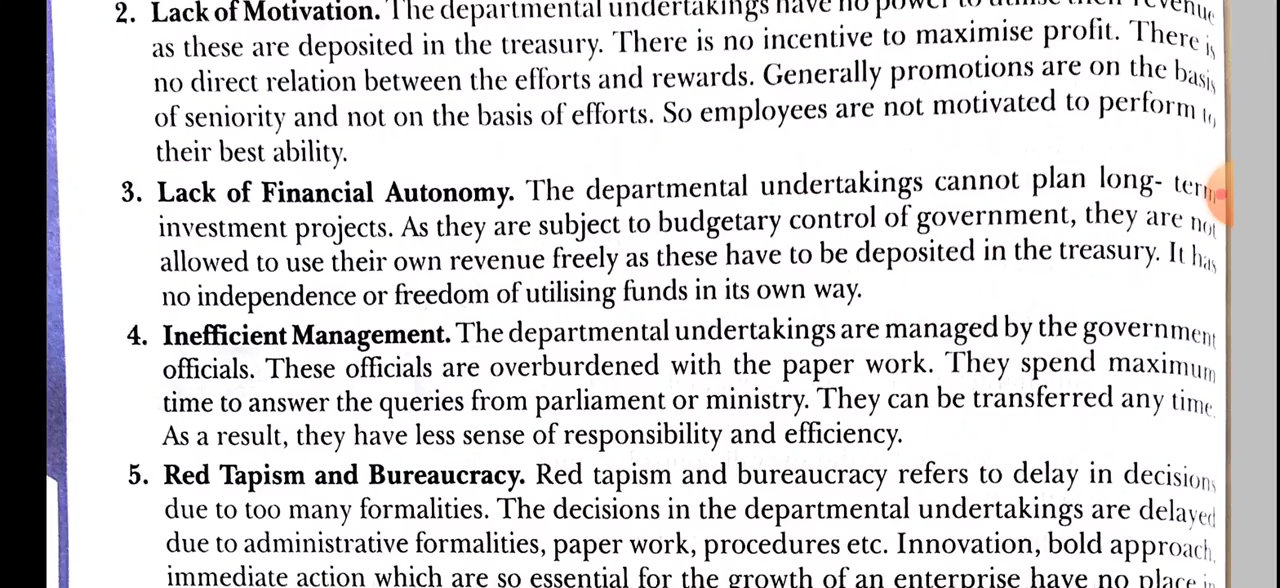 2. Lack of Motivation. The departmental undertakings have no power to utilise their revenue
as these are deposited in the treasury. There is no incentive to maximise profit. There is
no direct relation between the efforts and rewards. Generally promotions are on the basis
of seniority and not on the basis of efforts. So employees are not motivated to perform to
their best ability.
3. Lack of Financial Autonomy. The departmental undertakings cannot plan long- term
investment projects. As they are subject to budgetary control of government, they are not
allowed to use their own revenue freely as these have to be deposited in the treasury. It has
no independence or freedom of utilising funds in its own way.
4. Inefficient Management. The departmental undertakings are managed by the government
officials. These officials are overburdened with the paper work. They spend maximum
time to answer the queries from parliament or ministry. They can be transferred any time.
As a result, they have less sense of responsibility and efficiency.
5. Red Tapism and Bureaucracy. Red tapism and bureaucracy refers to delay in decisions
due to too many formalities. The decisions in the departmental undertakings are delayed
due to administrative formalities, paper work, procedures etc. Innovation, bold approach,
immediate action which are so essential for the growth of an enterprise have no place in